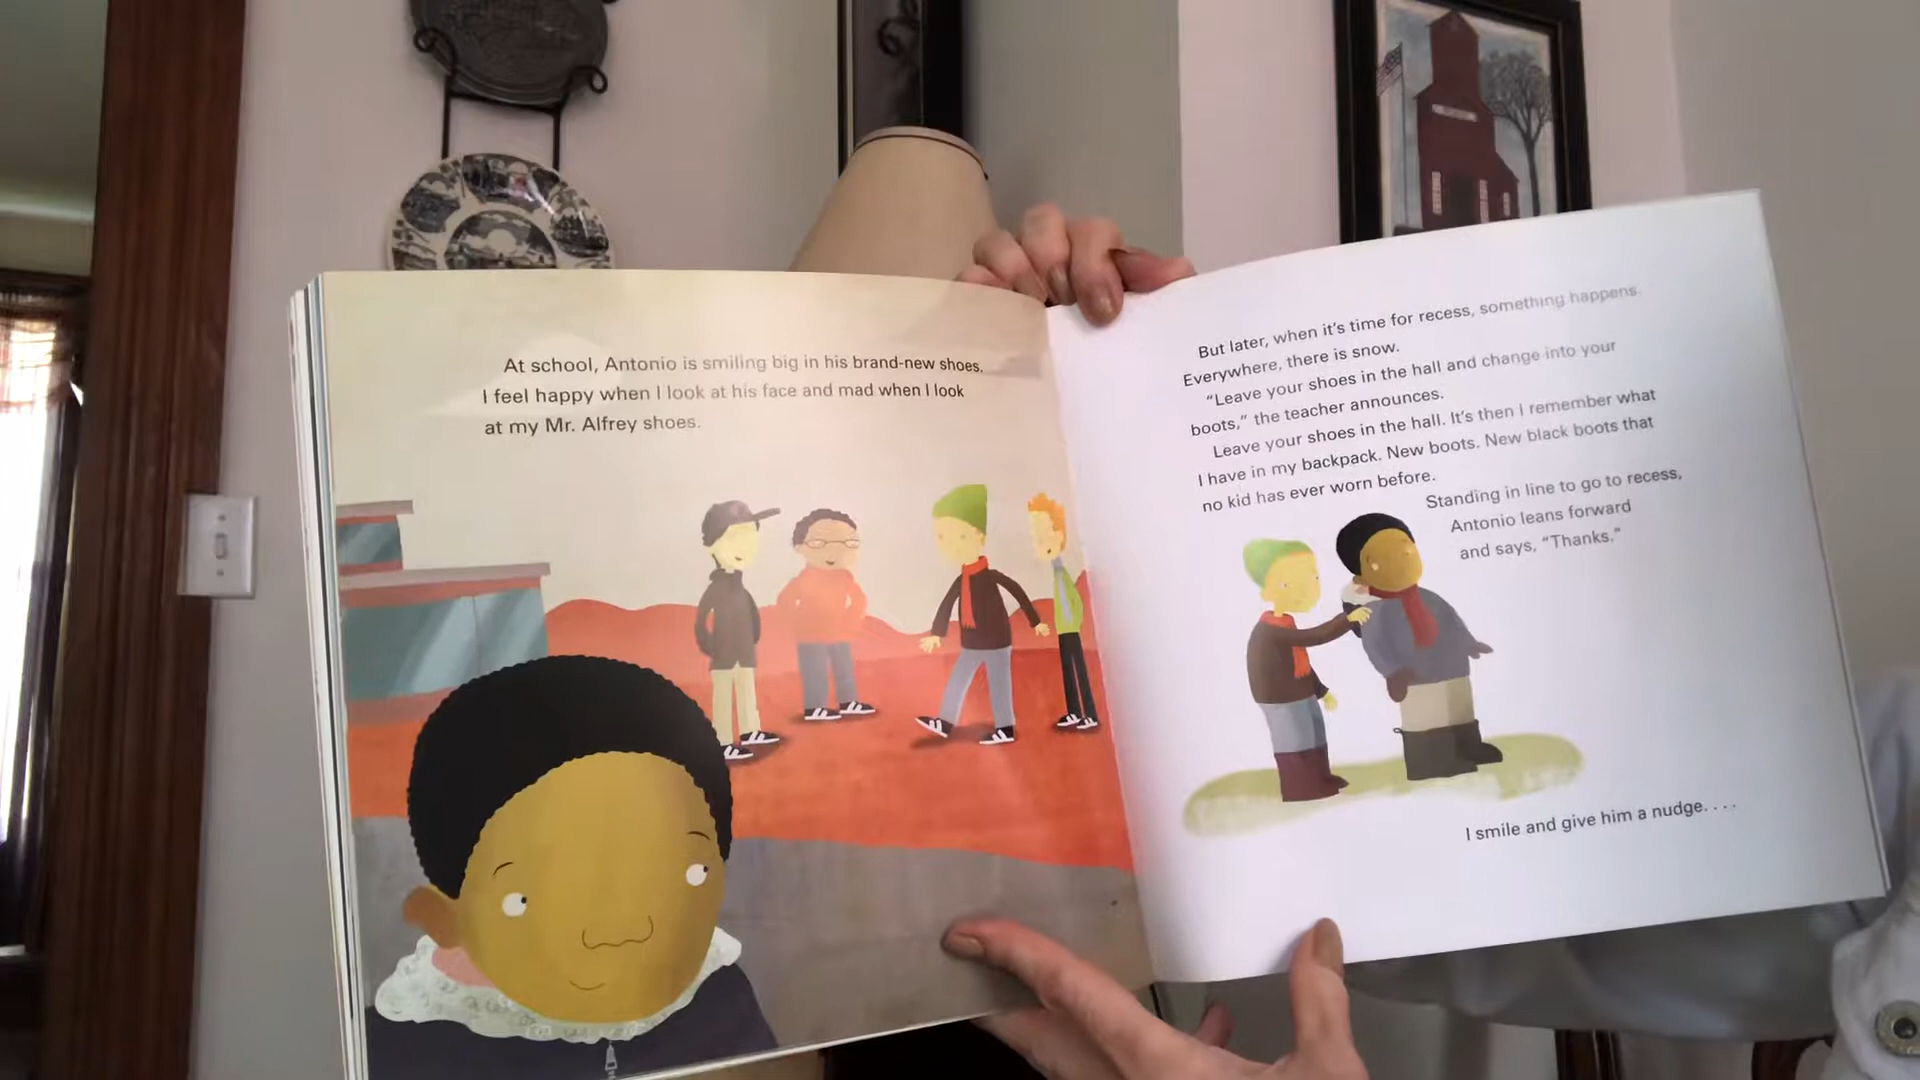 At school, Antonio is smiling big in his brand-new shoes.
I feel happy when I look at his face and mad when I look
at my Mr. Alfrey shoes.
But later, when it's time for recess, something happens.
Everywhere, there is snow.
“Leave your shoes in the hall and change into your
boots,” the teacher announces.
Leave your shoes in the hall. It's then I remember what
I have in my backpack. New boots. New black boots that
no kid has ever worn before.
Standing in line to go to recess,
Antonio leans forward
and says, “Thanks.”
I smile and give him a nudge. . . .